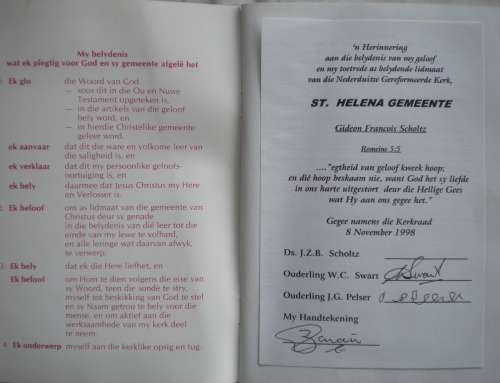 My belydenis
wat ek plegtig voor God en sy gemeente afgelê het
Ek glo die Woord van God.
— soos dit in die Ou en Nuwe
Testament opgeteken is,
— in die artikels van die geloof
bely word, en
— in hierdie Christelike gemeente
geleer word.
ek aanvaar dat dit die ware en volkome leer van
die saligheid is, en
ek verklaar dat dit my persoonlike geloofs-
oortuiging is, en
ek bely daarmee dat Jesus Christus my Here
en Verlosser is.
2. Ek beloof om as lidmaat van die gemeente van
Christus deur sy genade
in die belydenis van dié leer tot die
einde van my lewe te volhard,
en alle leringe wat daarvan afwyk,
te verwerp.
3. Ek bely dat ek die Here liefhet, en
Ek beloof om Hom te dien volgens die eise van
sy Woord, teen die sonde te stry,
myself tot beskikking van God te stel
en sy Naam getrou te bely voor die
mense, en om aktief aan die
werksaamhede van my kerk deel
te neem.
4. Ek onderwerp myself aan die kerklike oprig en tug.
'n Herinnering
aan die belydenis van my geloof
en my toetrede as belydende lidmaat
van die Nederduitse Gereformeerde Kerk,
ST. HELENA GEMEENTE
Gideon Francois Scholtz
Romeine 5:5
...."egtheid van geloof kweek hoop;
en dié hoop beskaam nie, want God het sy liefde
in ons harte uitgestort deur die Heilige Gees
wat Hy aan ons gegee het."
Gegee namens die Kerkraad
8 November 1998
Ds. J.Z.B. Scholtz
Ouderling W.C. Swart
Ouderling J.G. Pelser
My Handtekening